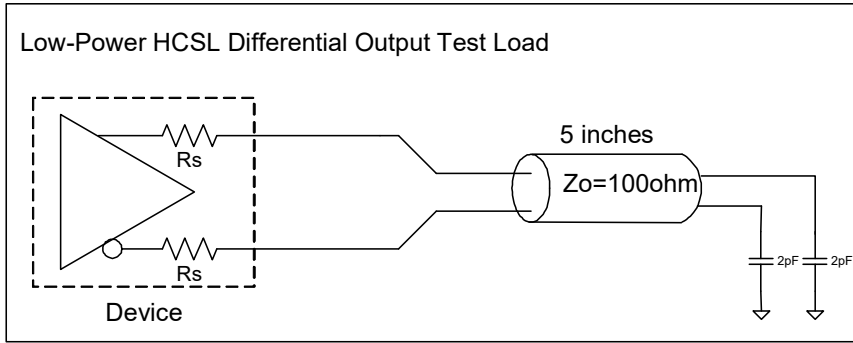 Low-Power HCSL Differential Output Test Load
5 inches
Rs
Zo=100ohm
Rs
2pF 2pF
Device